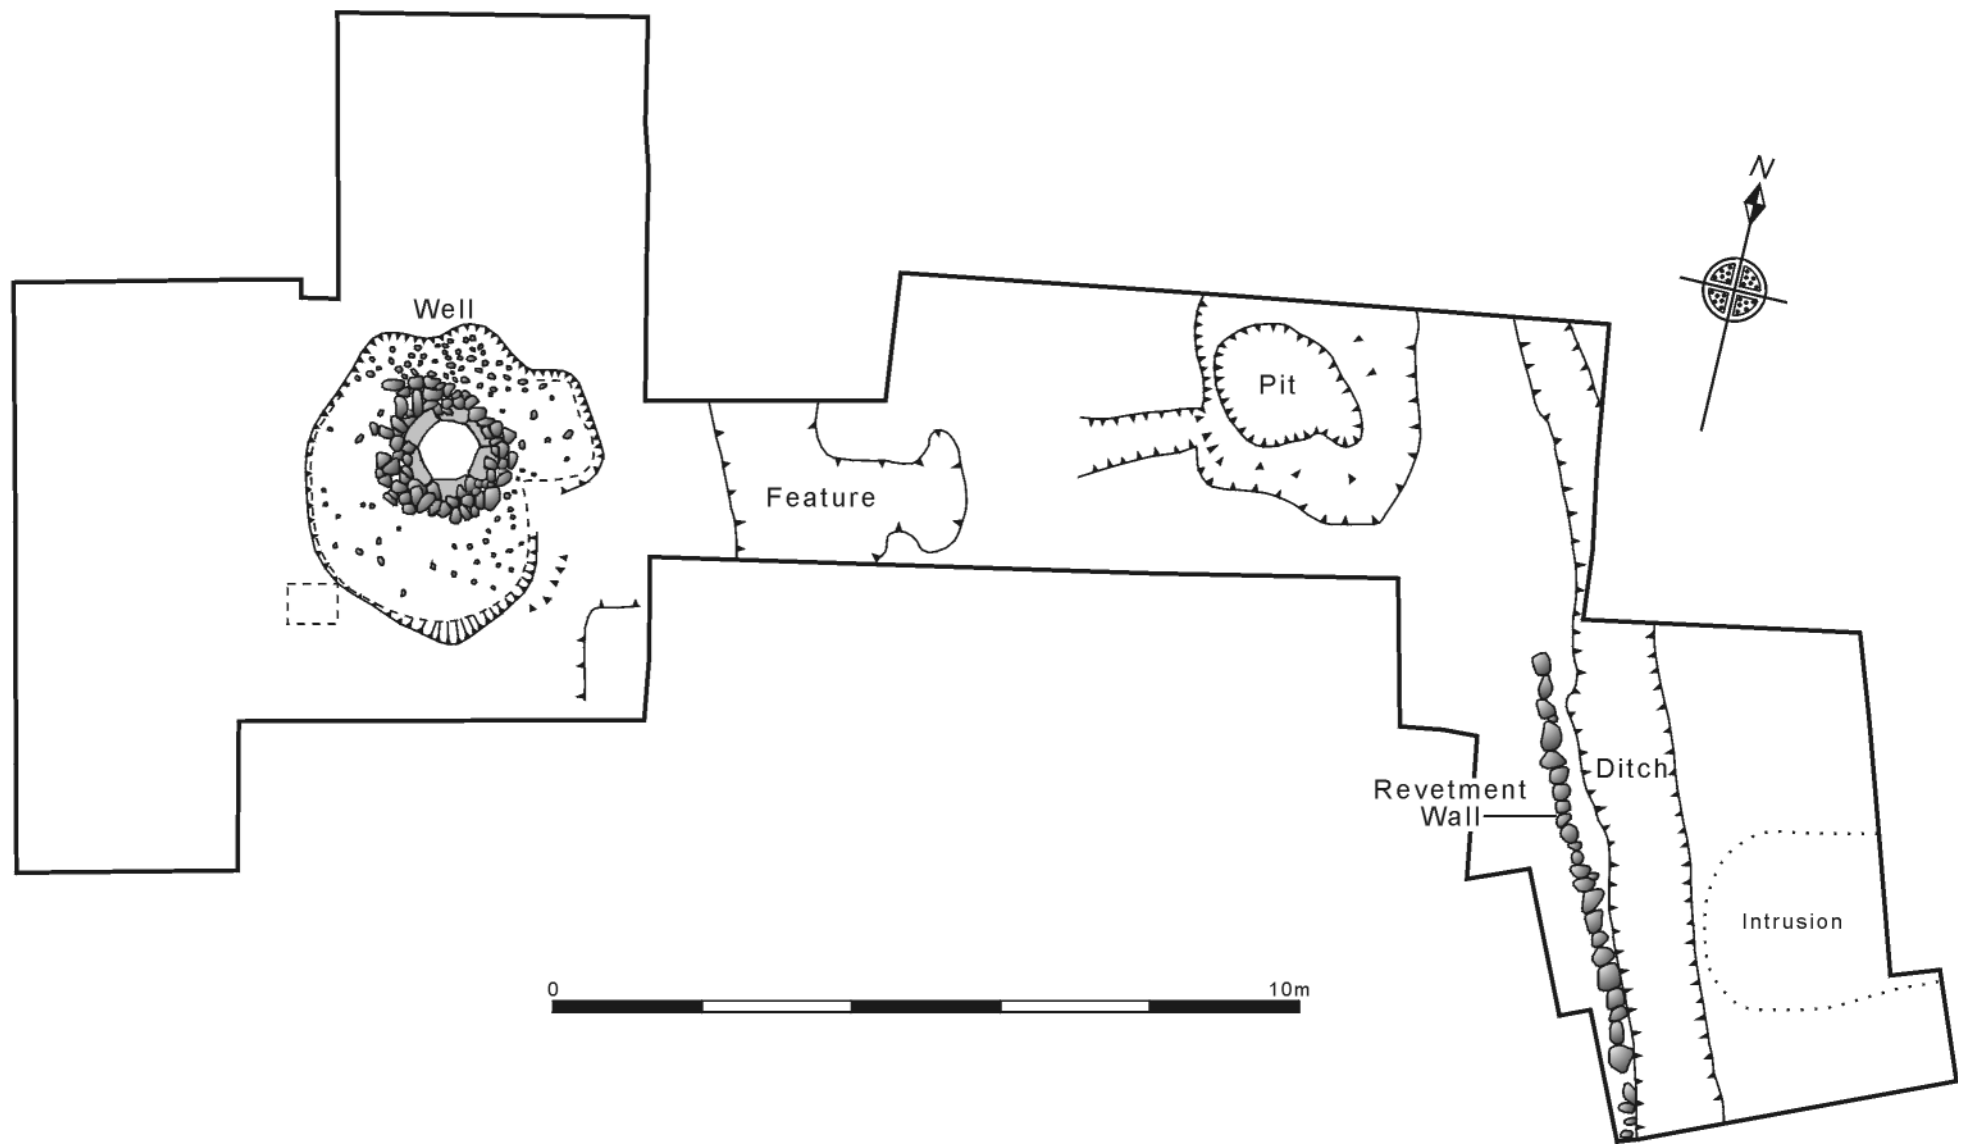 N
Well
Pit
Feature
Ditch
Revetment
Wall
Intrusion
0 10m